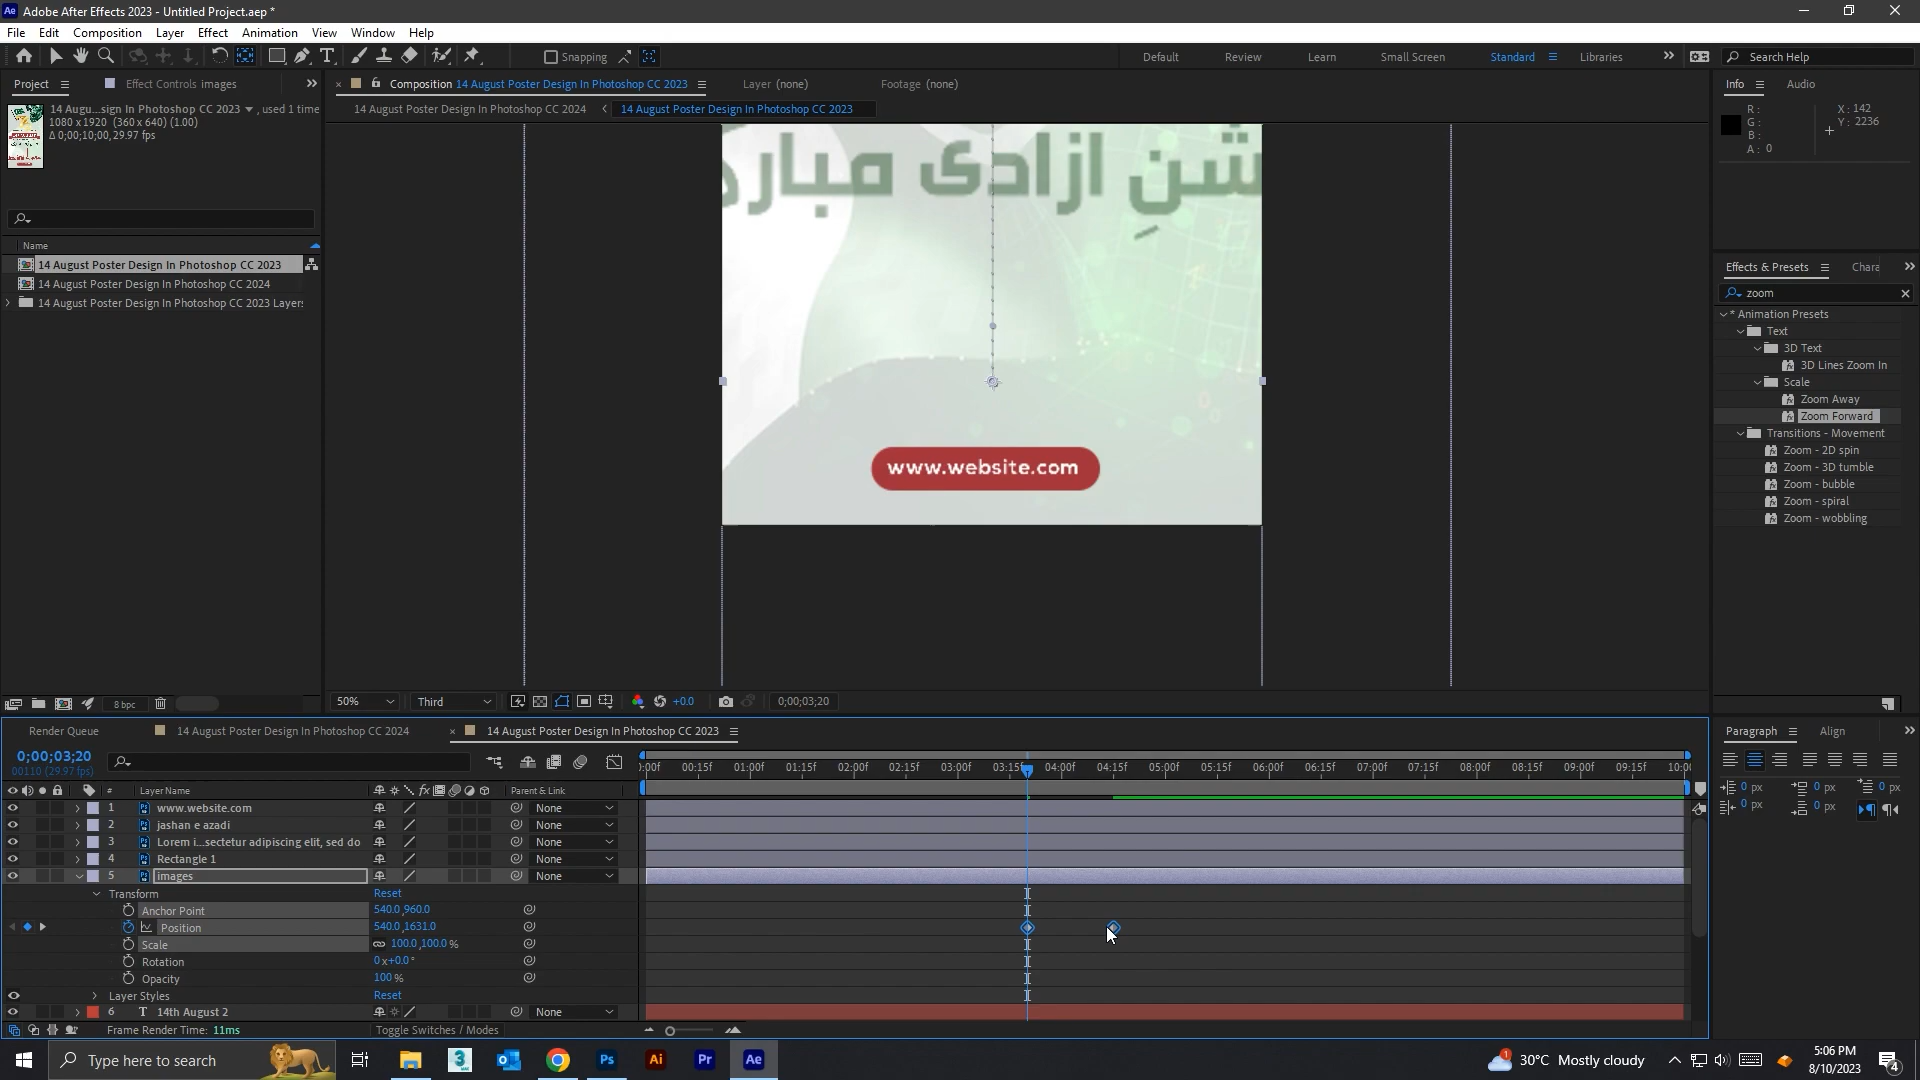 Adobe After Effects 2023 - Untitled Project.aep *
File Edit Composition Layer Effect Animation View Window Help
Snapping
Default Review Learn Small Screen Standard Libraries
Search Help
Project
Effect Controls images
Composition 14 August Poster Design In Photoshop CC 2023
Layer (none)
Footage (none)
Info
Audio
14 Augu...sign In Photoshop CC 2023 , used 1 time
1080 x 1920 (360 x 640) (1.00)
Δ 0;00;10;00, 29.97 fps
14 August Poster Design In Photoshop CC 2024
14 August Poster Design In Photoshop CC 2023
R :
G :
B :
A : 0
X : 142
Y : 2236
Name
14 August Poster Design In Photoshop CC 2023
14 August Poster Design In Photoshop CC 2024
14 August Poster Design In Photoshop CC 2023 Layers
شنِ ازادی مبارک
www.website.com
Effects & Presets
Chara
zoom
* Animation Presets
Text
3D Text
3D Lines Zoom In
Scale
Zoom Away
Zoom Forward
Transitions - Movement
Zoom - 2D spin
Zoom - 3D tumble
Zoom - bubble
Zoom - spiral
Zoom - wobbling
8 bpc
50%
Third
+0.0
0;00;03;20
Render Queue
14 August Poster Design In Photoshop CC 2024
14 August Poster Design In Photoshop CC 2023
Paragraph
Align
0;00;03;20
00110 (29.97 fps)
:00f 00:15f 01:00f 01:15f 02:00f 02:15f 03:00f 03:15f 04:00f 04:15f 05:00f 05:15f 06:00f 06:15f 07:00f 07:15f 08:00f 08:15f 09:00f 09:15f 10:0
# Layer Name
fx
Parent & Link
0 px 0 px 0 px
0 px 0 px
1 www.website.com None
2 jashan e azadi None
3 Lorem i...sectetur adipiscing elit, sed do None
4 Rectangle 1 None
5 images None
Transform Reset
Anchor Point 540.0,960.0
Position 540.0,1631.0
Scale 100.0,100.0 %
Rotation 0x+0.0°
Opacity 100 %
Layer Styles Reset
6 T 14th August 2 None
Frame Render Time: 11ms
Toggle Switches / Modes
Type here to search
3
Ps
Ai
Pr
Ae
1
30°C Mostly cloudy
5:06 PM
8/10/2023
4